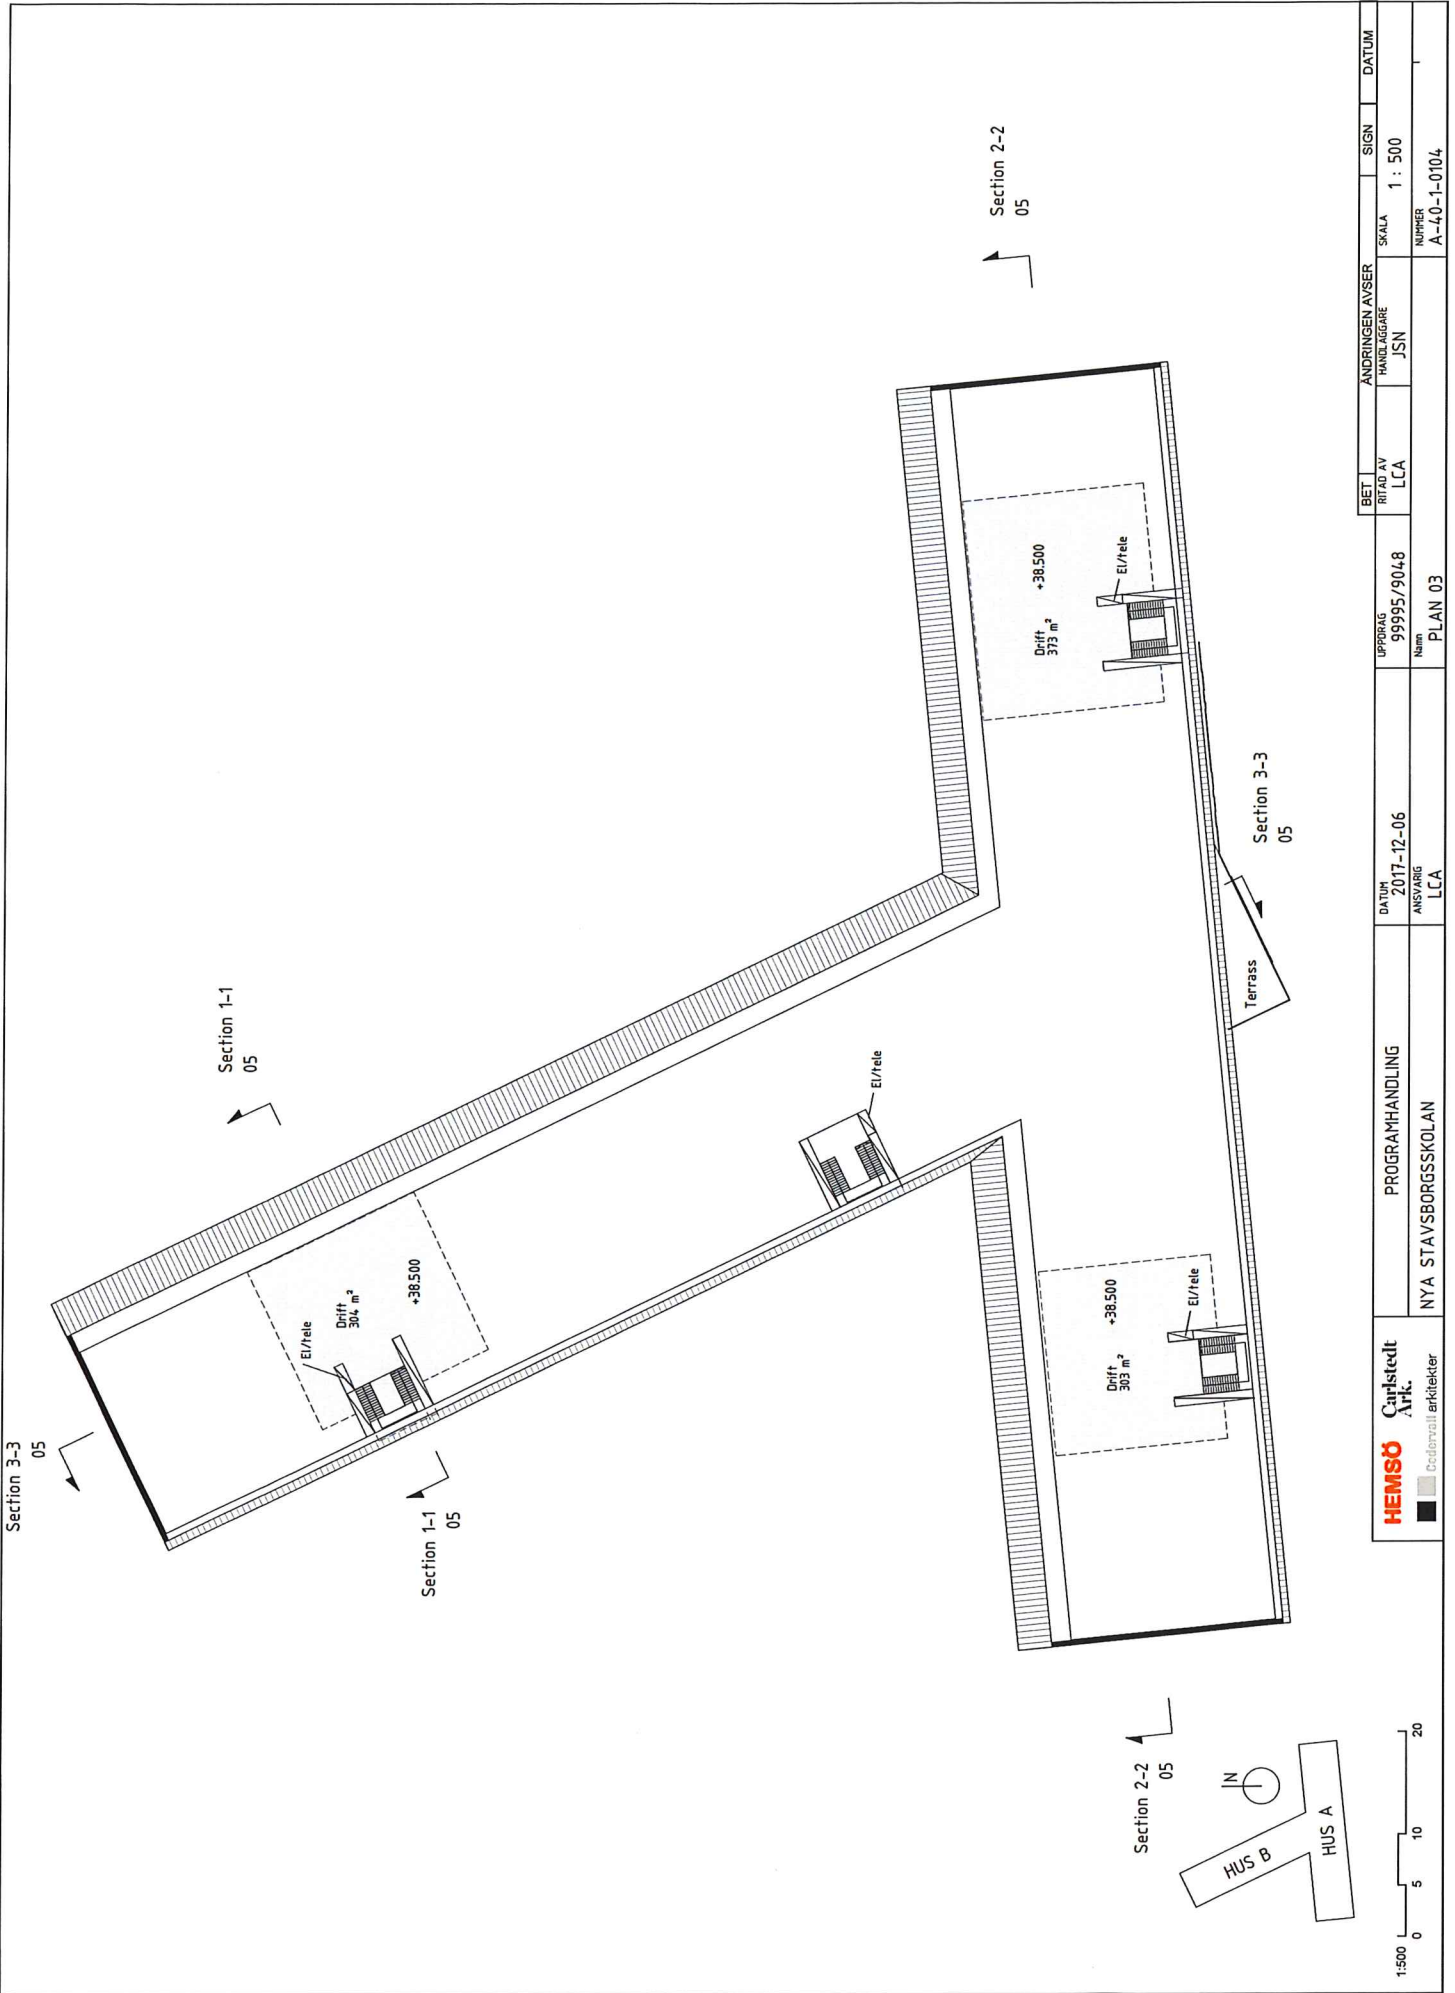 Section 3-3
05
Section 1-1
05
Section 2-2
05
El/tele
Drift
304 m²
+38.500
Section 1-1
05
El/tele
Drift
373 m²
+38.500
El/tele
Drift
303 m²
+38.500
El/tele
Terrass
Section 3-3
05
Section 2-2
05
N
HUS B
HUS A
1:500
0 5 10 20
HEMSÖ
Carlstedt
Ark.
Cedervall arkitekter
PROGRAMHANDLING
NYA STAVSBORGSSKOLAN
DATUM
2017-12-06
ANSVARIG
LCA
UPPDRAG
99995/9048
Namn
PLAN 03
BET ÄNDRINGEN AVSER SIGN DATUM
RITAD AV
LCA
HANDLÄGGARE
JSN
SKALA
1 : 500
NUMMER
A-40-1-0104